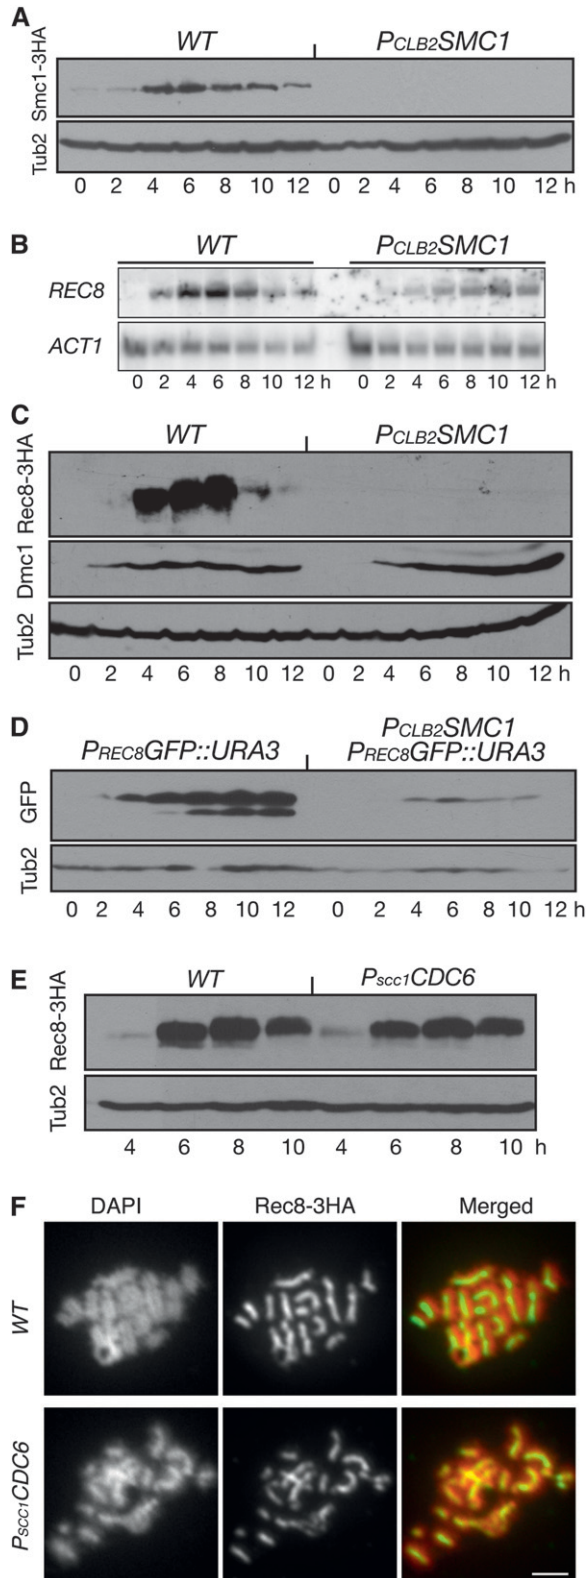 A
WT PCLB2SMC1
Smc1-3HA
Tub2
0 2 4 6 8 10 12 0 2 4 6 8 10 12 h
B
WT PCLB2SMC1
REC8
ACT1
0 2 4 6 8 10 12 h 0 2 4 6 8 10 12 h
C
WT PCLB2SMC1
Rec8-3HA
Dmc1
Tub2
0 2 4 6 8 10 12 0 2 4 6 8 10 12 h
D
PCLB2SMC1
PREC8GFP::URA3 PREC8GFP::URA3
GFP
Tub2
0 2 4 6 8 10 12 0 2 4 6 8 10 12 h
E
WT Pscc1CDC6
Rec8-3HA
Tub2
4 6 8 10 4 6 8 10 h
F
DAPI Rec8-3HA Merged
WT
PSCC1CDC6